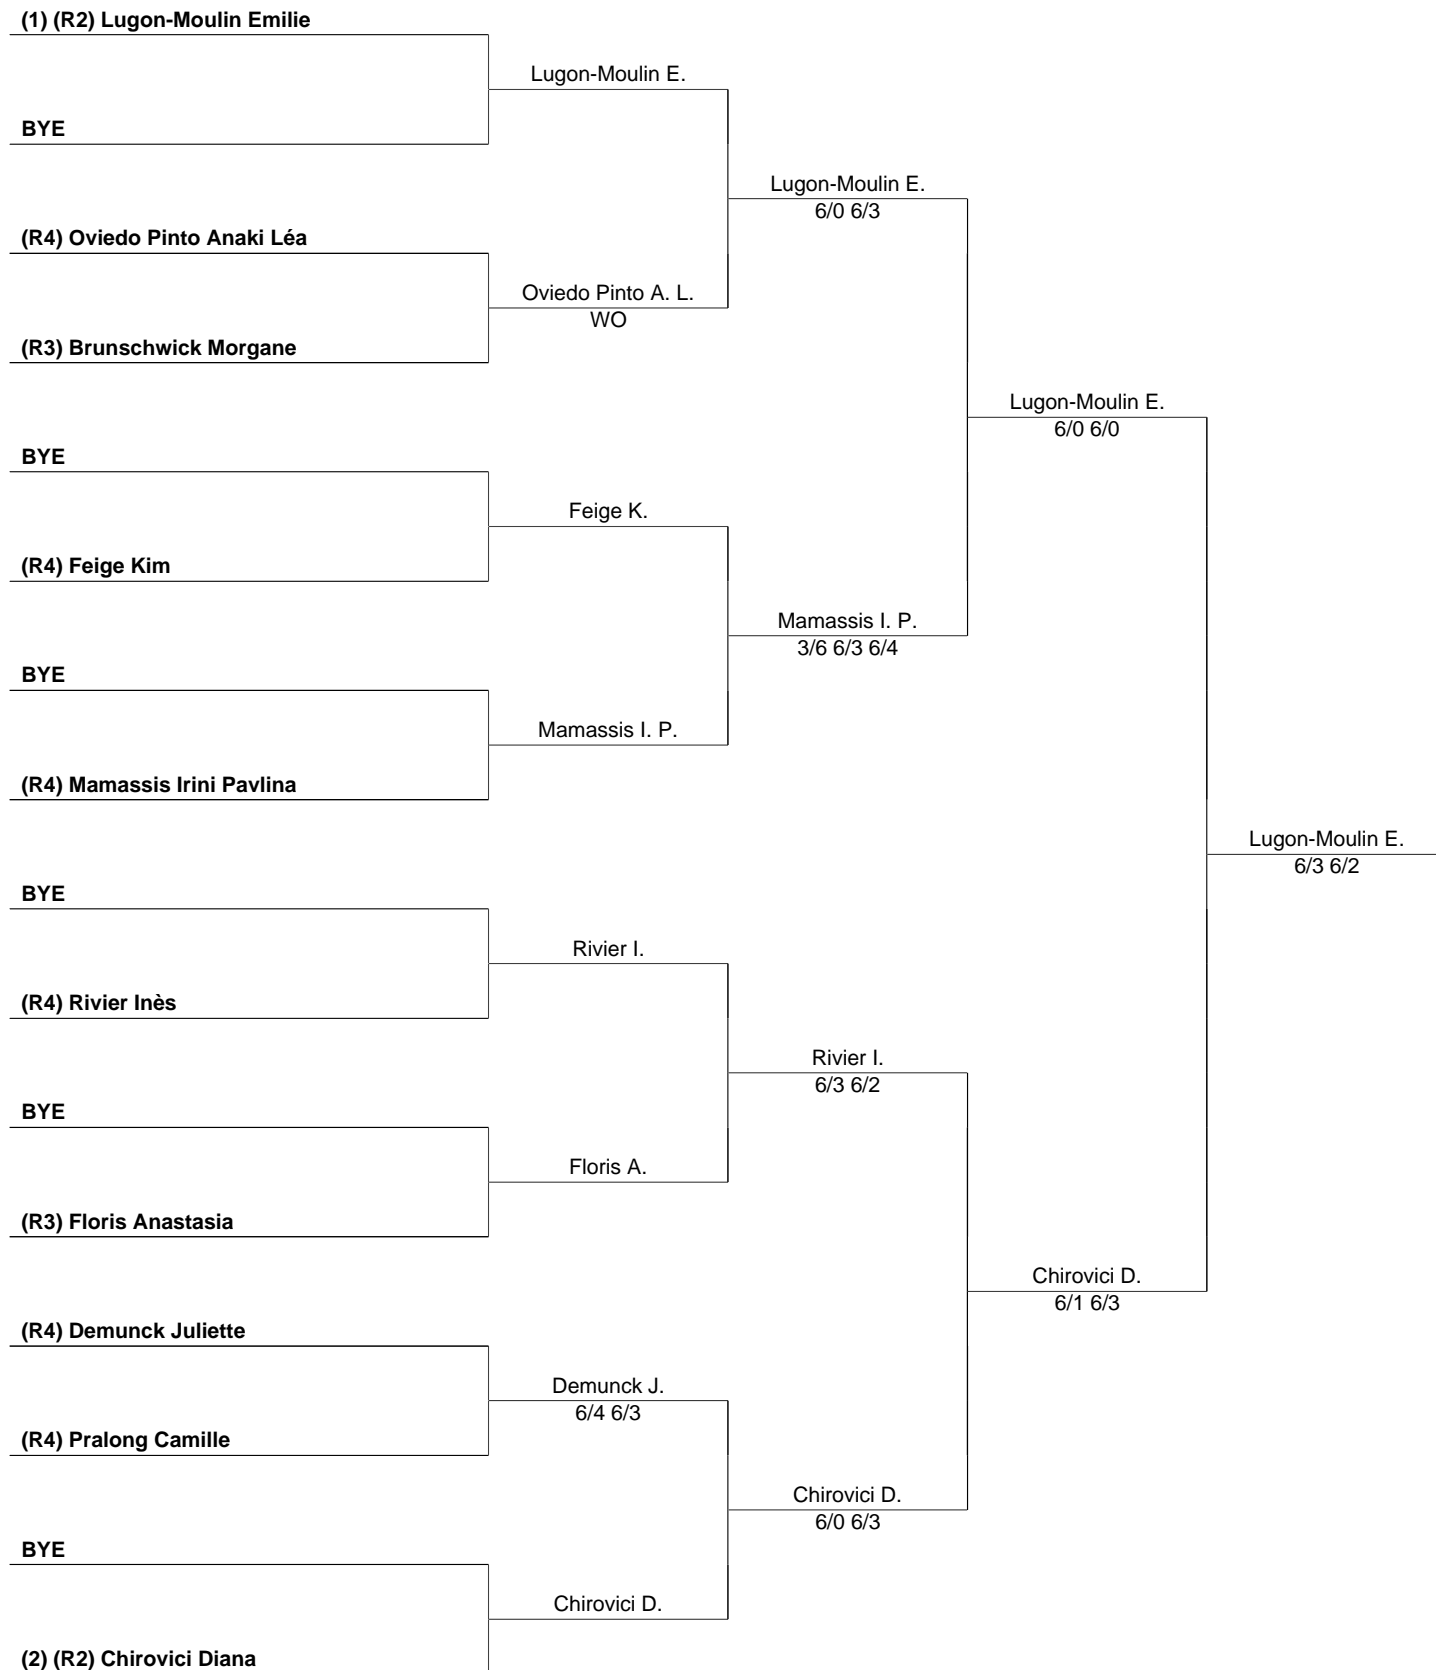 (1) (R2) Lugon-Moulin Emilie
Lugon-Moulin E.
BYE
Lugon-Moulin E.
6/0 6/3
(R4) Oviedo Pinto Anaki Léa
Oviedo Pinto A. L.
WO
(R3) Brunschwick Morgane
Lugon-Moulin E.
6/0 6/0
BYE
Feige K.
(R4) Feige Kim
Mamassis I. P.
3/6 6/3 6/4
BYE
Mamassis I. P.
(R4) Mamassis Irini Pavlina
Lugon-Moulin E.
6/3 6/2
BYE
Rivier I.
(R4) Rivier Inès
Rivier I.
6/3 6/2
BYE
Floris A.
(R3) Floris Anastasia
Chirovici D.
6/1 6/3
(R4) Demunck Juliette
Demunck J.
6/4 6/3
(R4) Pralong Camille
Chirovici D.
6/0 6/3
BYE
Chirovici D.
(2) (R2) Chirovici Diana